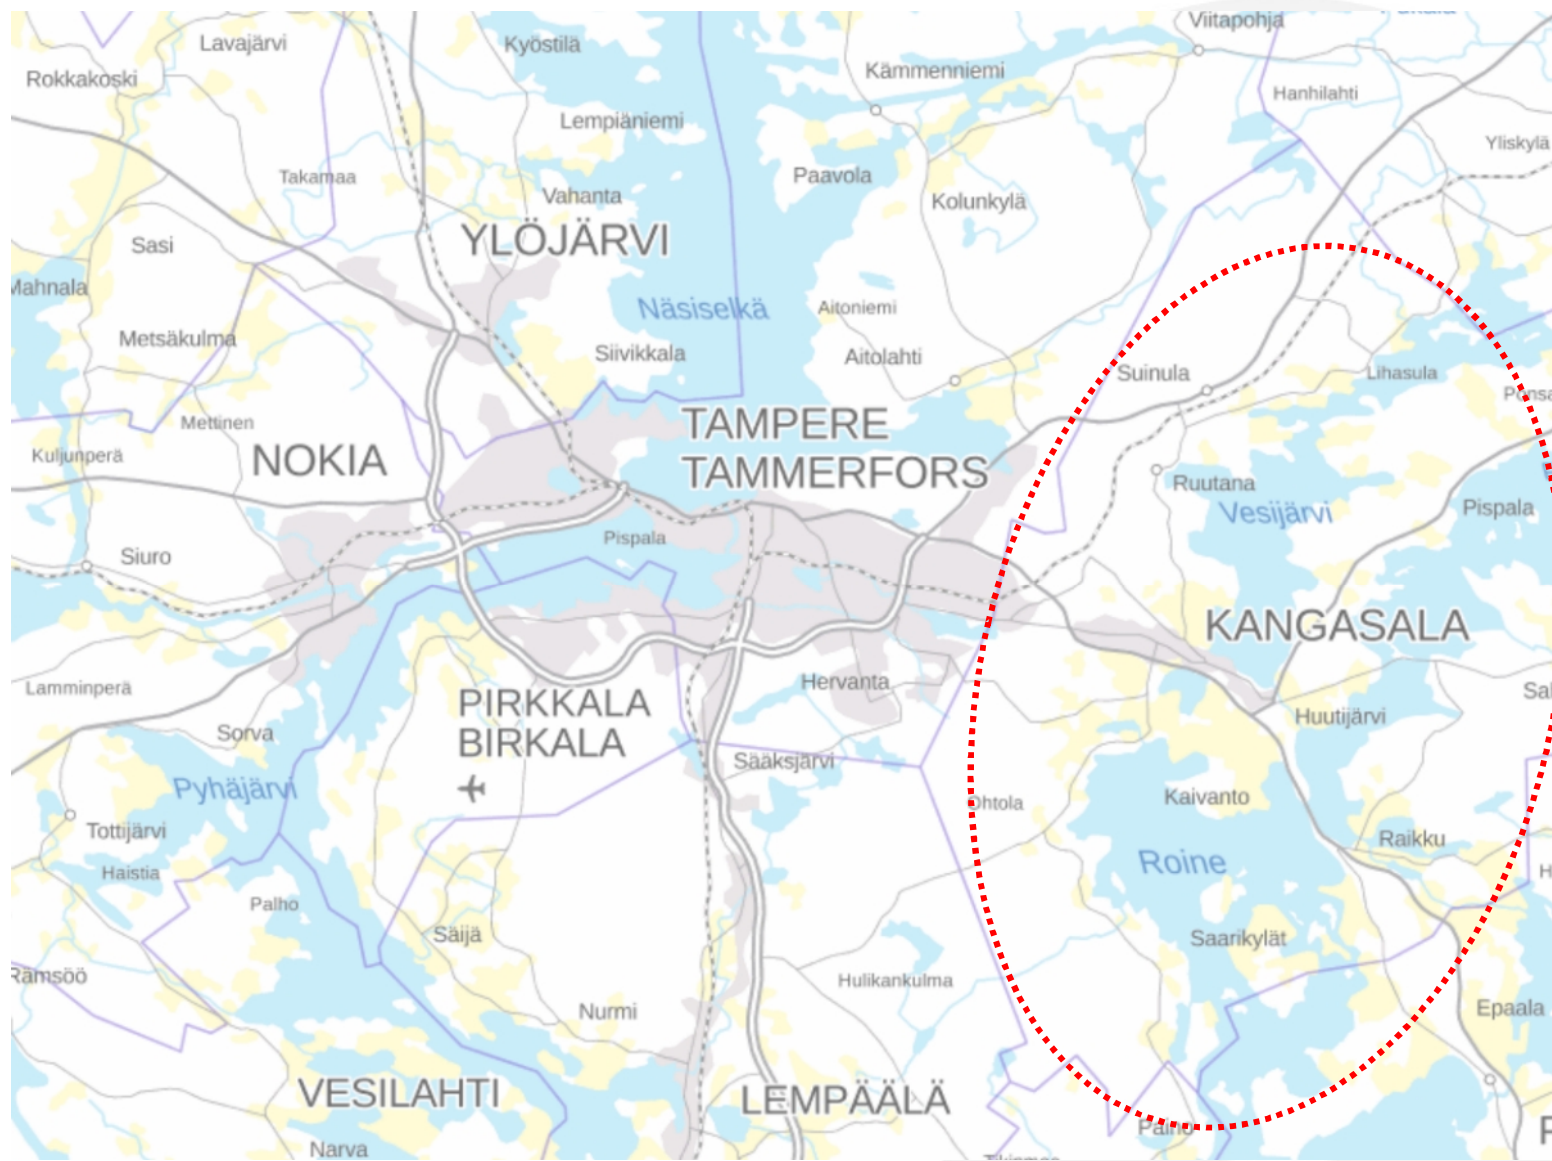 Viitapohja
Lavajärvi
Kyöstilä
Kämmenniemi
Rokkakoski
Hanhilahti
Lempiäniemi
Yliskylä
Takamaa
Paavola
Vahanta
Kolunkylä
YLÖJÄRVI
Sasi
Mahnala
Näsiselkä
Aitoniemi
Metsäkulma
Siivikkala
Aitolahti
Suinula
Lihasula
Mettinen
TAMPERE
TAMMERFORS
Kuljunperä
NOKIA
Ruutana
Vesijärvi
Pispala
Pispala
Siuro
KANGASALA
Lamminperä
Hervanta
PIRKKALA
BIRKALA
Huutijärvi
Sorva
Sääksjärvi
Pyhäjärvi
Kaivanto
Ohtola
Tottijärvi
Raikku
Haistia
Roine
Palho
Säijä
Saarikylät
Rämsöö
Hulikankulma
Nurmi
Epaala
VESILAHTI
LEMPÄÄLÄ
Palho
Narva